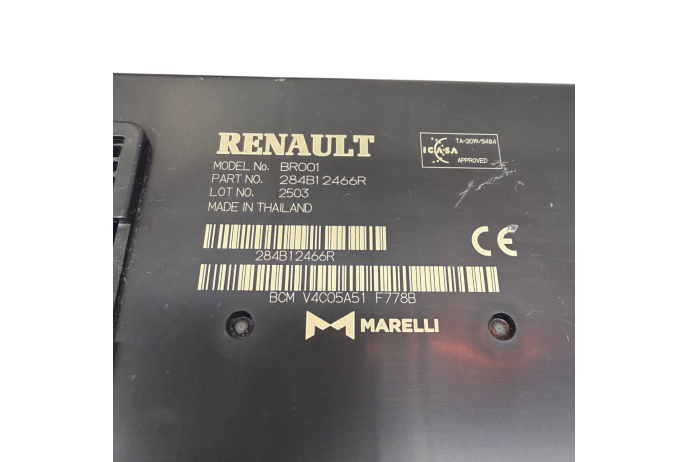 RENAULT
MODEL No. BR001
PART NO. 284B12466R
LOT NO. 2503
MADE IN THAILAND
TA-2019/5484
ICASA
APPROVED
284B12466R
CE
BCM V4C05A51 F778B
MARELLI